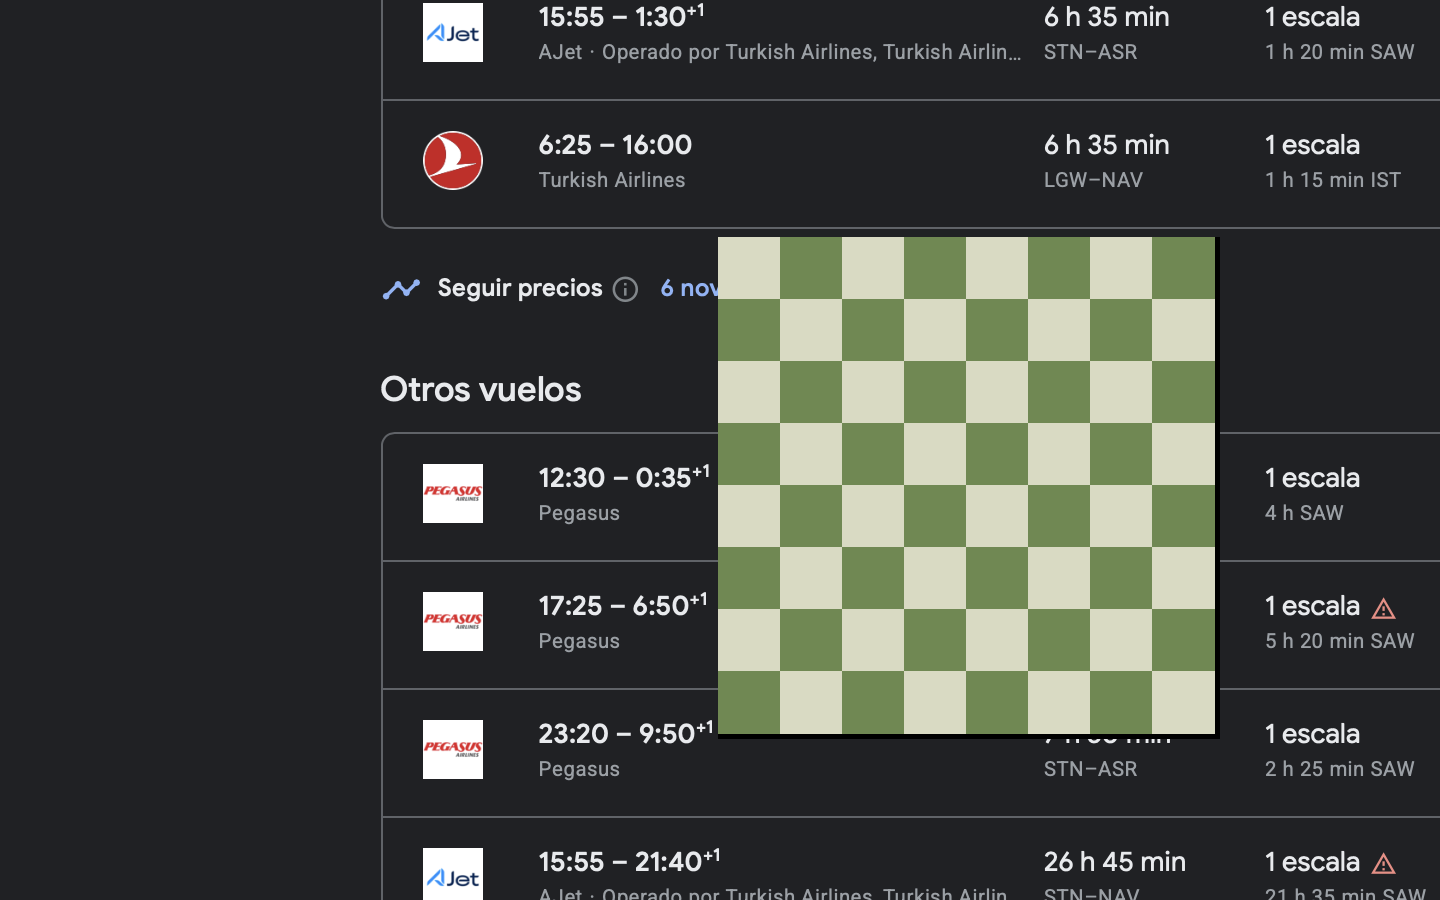 AJet
15:55 – 1:30+1
6 h 35 min
1 escala
AJet · Operado por Turkish Airlines, Turkish Airlin...
STN–ASR
1 h 20 min SAW
6:25 – 16:00
6 h 35 min
1 escala
Turkish Airlines
LGW–NAV
1 h 15 min IST
Seguir precios
6 nov
Otros vuelos
PEGASUS
AIRLINES
12:30 – 0:35+1
1 escala
Pegasus
4 h SAW
PEGASUS
AIRLINES
17:25 – 6:50+1
1 escala
Pegasus
5 h 20 min SAW
PEGASUS
AIRLINES
23:20 – 9:50+1
1 escala
Pegasus
STN–ASR
2 h 25 min SAW
AJet
15:55 – 21:40+1
26 h 45 min
1 escala
AJet · Operado por Turkish Airlines, Turkish Airlin
STN–NAV
21 h 35 min SAW